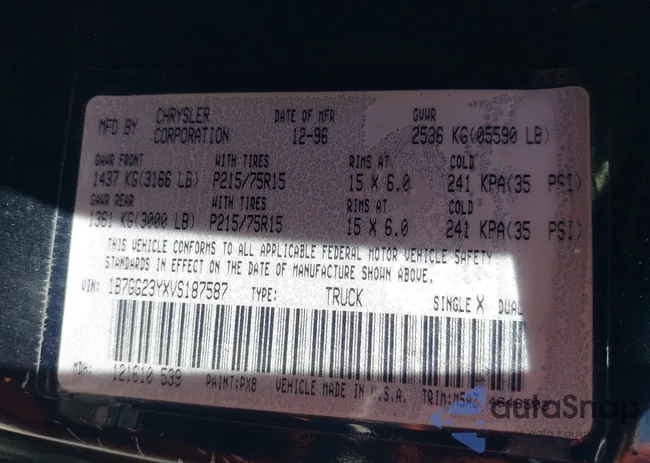 MFD BY CHRYSLER CORPORATION DATE OF MFR 12-96 GVWR 2536 KG(05590 LB)
GAWR FRONT WITH TIRES RIMS AT COLD
1437 KG(3166 LB) P215/75R15 15 X 6.0 241 KPA(35 PSI)
GAWR REAR WITH TIRES RIMS AT COLD
1361 KG(3000 LB) P215/75R15 15 X 6.0 241 KPA(35 PSI)
THIS VEHICLE CONFORMS TO ALL APPLICABLE FEDERAL MOTOR VEHICLE SAFETY
STANDARDS IN EFFECT ON THE DATE OF MANUFACTURE SHOWN ABOVE.
VIN: 1B7GG23YXVS187587 TYPE: TRUCK SINGLE X DUAL
MDH: 121610 539 PAINT:PX8 VEHICLE MADE IN U.S.A.
autoSnap